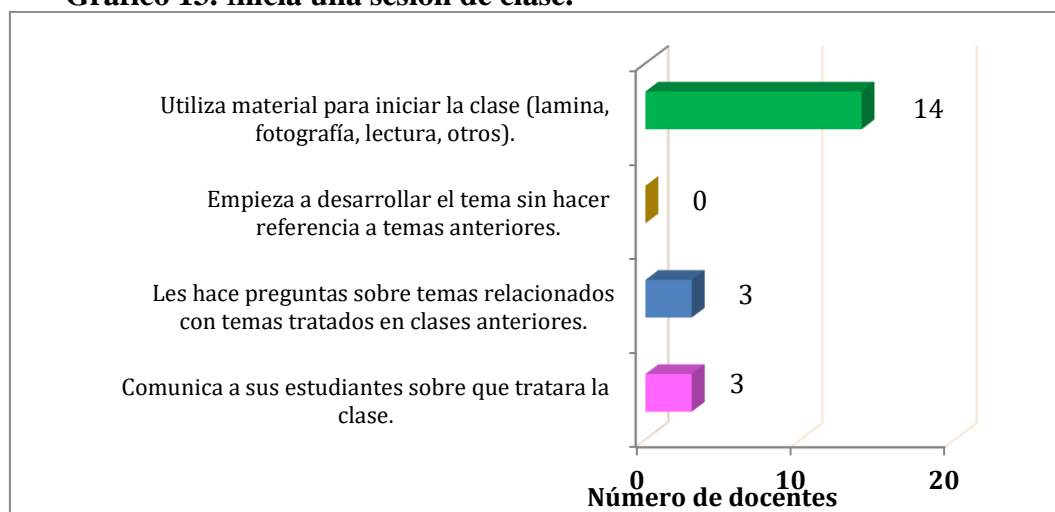 Gráfico 15. Inicia una sesión de clase.
Utiliza material para iniciar la clase (lamina,
fotografía, lectura, otros).
14
Empieza a desarrollar el tema sin hacer
referencia a temas anteriores.
0
Les hace preguntas sobre temas relacionados
con temas tratados en clases anteriores.
3
Comunica a sus estudiantes sobre que tratara la
clase.
3
0 10 20
Número de docentes